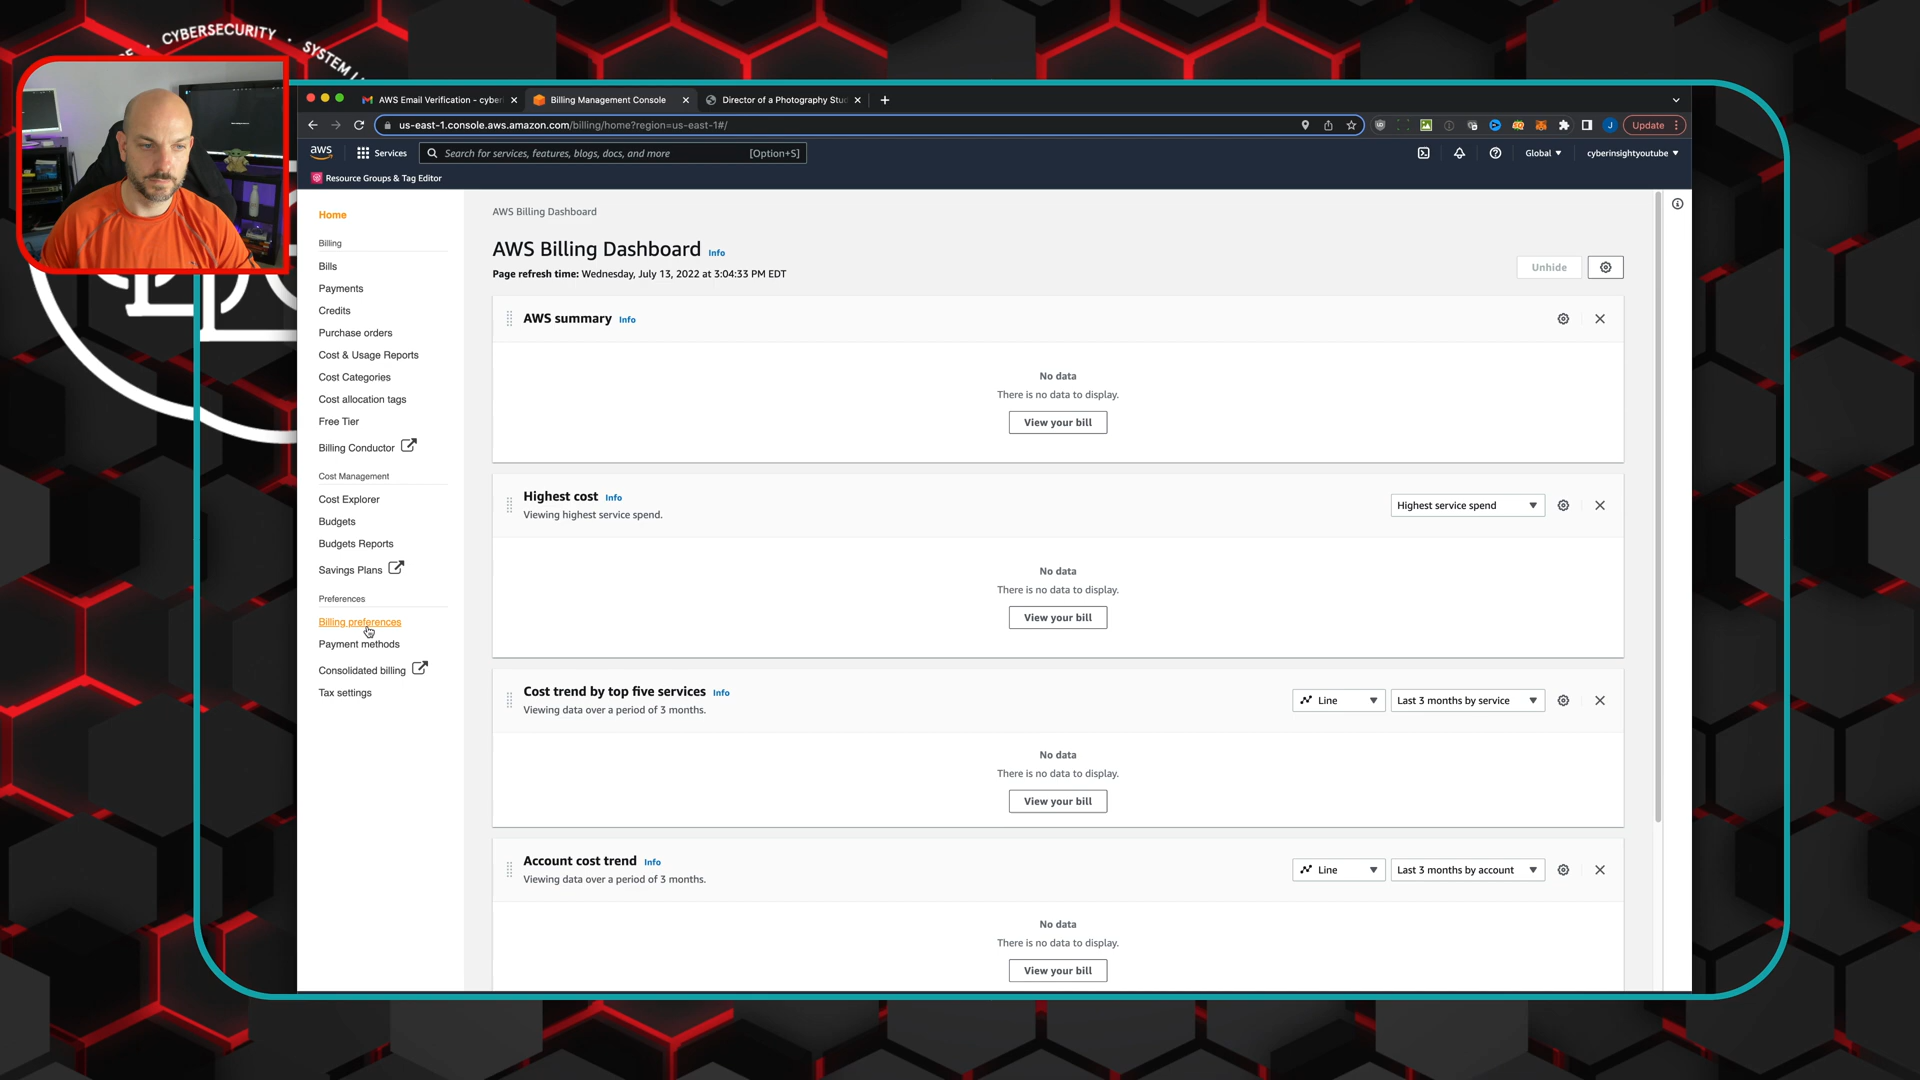 CYBERSECURITY · SYSTEM
AWS Email Verification - cyber
Billing Management Console
Director of a Photography Stu
us-east-1.console.aws.amazon.com/billing/home?region=us-east-1#/
J
Update
aws
Services
Search for services, features, blogs, docs, and more
[Option+S]
Global
cyberinsightyoutube
Resource Groups & Tag Editor
Home
Billing
Bills
Payments
Credits
Purchase orders
Cost & Usage Reports
Cost Categories
Cost allocation tags
Free Tier
Billing Conductor
Cost Management
Cost Explorer
Budgets
Budgets Reports
Savings Plans
Preferences
Billing preferences
Payment methods
Consolidated billing
Tax settings
AWS Billing Dashboard
AWS Billing Dashboard Info
Page refresh time: Wednesday, July 13, 2022 at 3:04:33 PM EDT
Unhide
AWS summary Info
No data
There is no data to display.
View your bill
Highest cost Info
Viewing highest service spend.
Highest service spend
No data
There is no data to display.
View your bill
Cost trend by top five services Info
Viewing data over a period of 3 months.
Line
Last 3 months by service
No data
There is no data to display.
View your bill
Account cost trend Info
Viewing data over a period of 3 months.
Line
Last 3 months by account
No data
There is no data to display.
View your bill